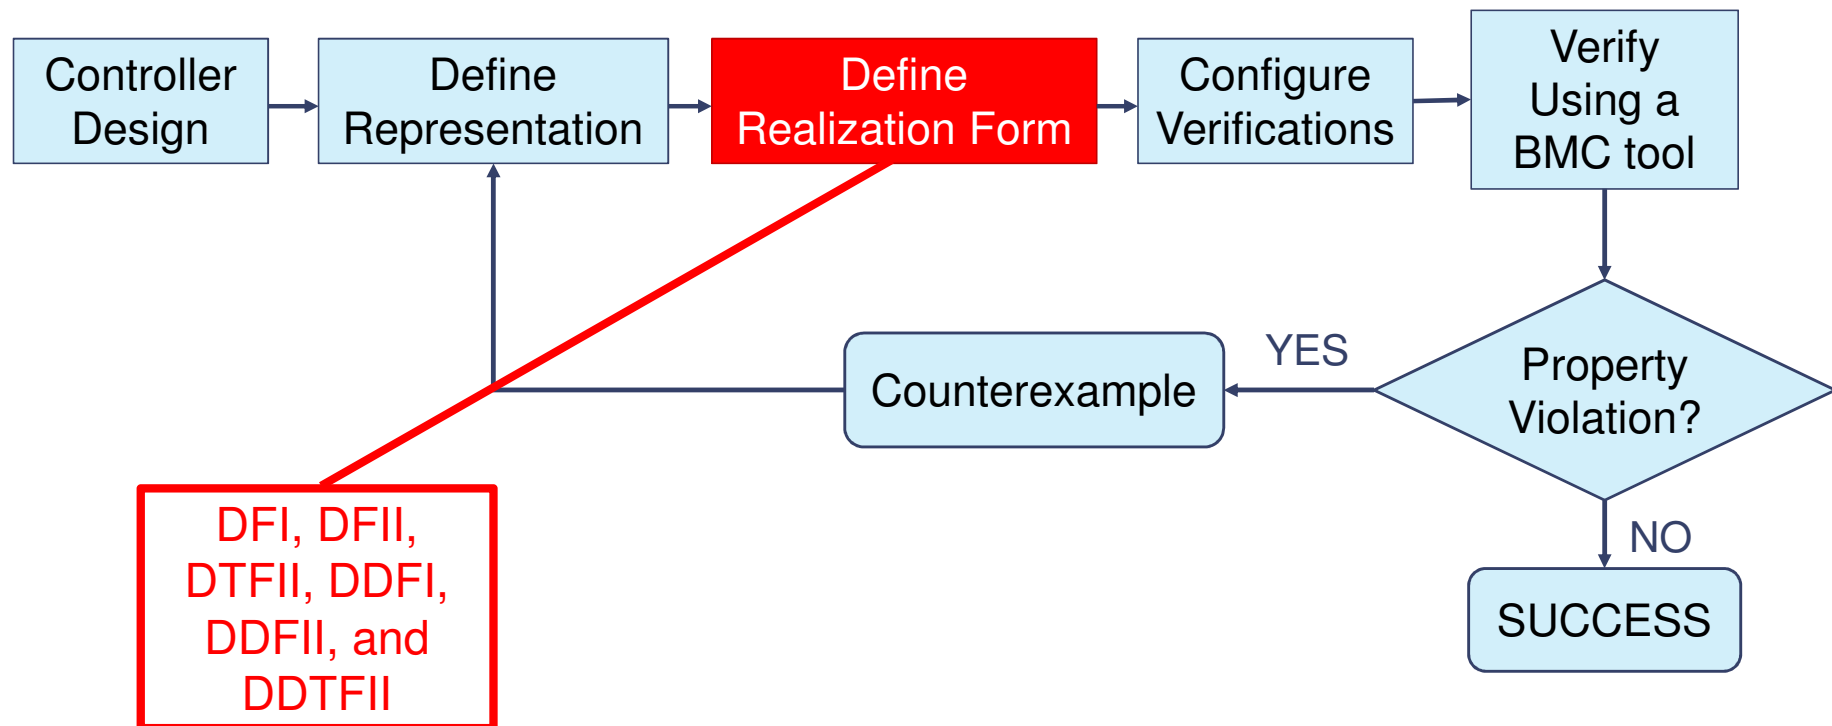 Controller
Design
Define
Representation
Define
Realization Form
Configure
Verifications
Verify
Using a
BMC tool
Property
Violation?
YES
Counterexample
NO
SUCCESS
DFI, DFII,
DTFII, DDFI,
DDFII, and
DDTFII